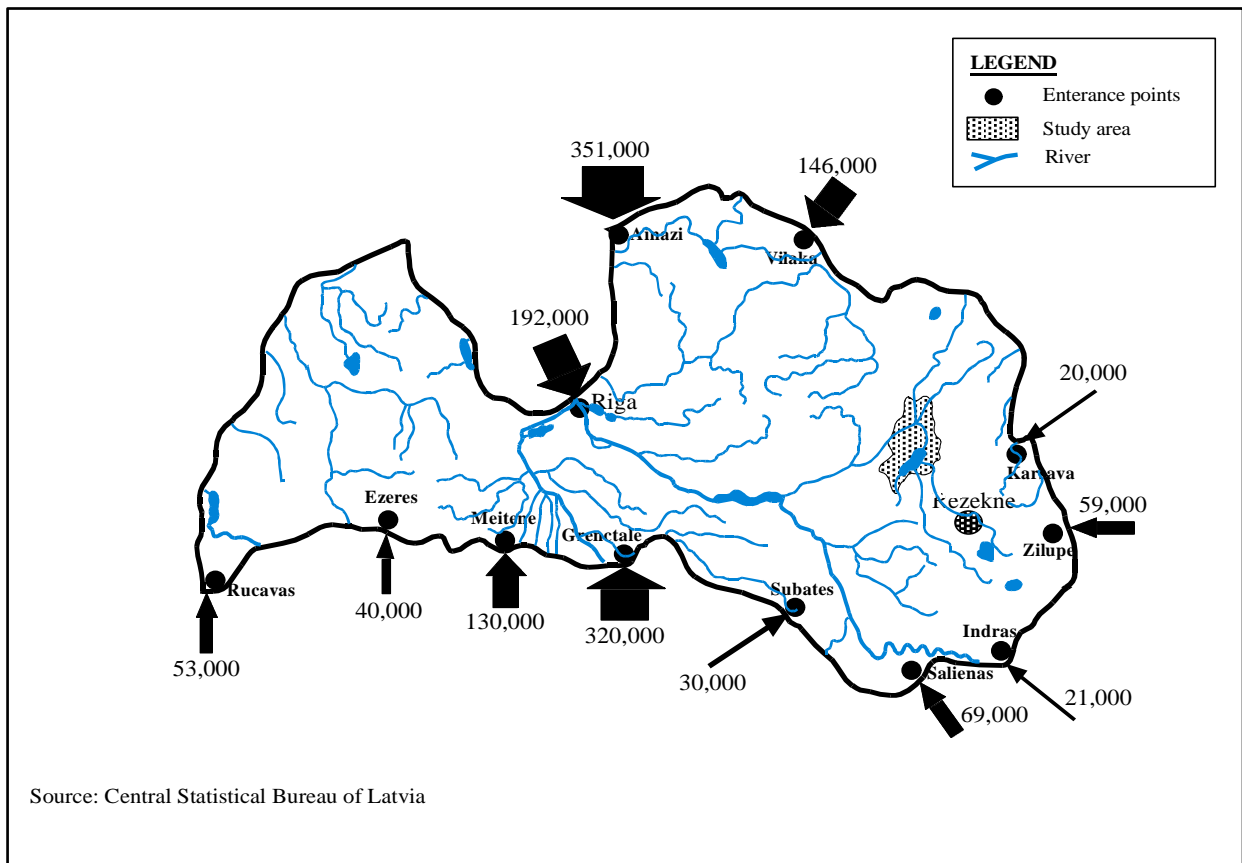 LEGEND
Enterance points
Study area
River
351,000
146,000
Ainazi
Vilaka
192,000
Riga
20,000
Karsava
Ezeres
Rezekne
59,000
Meitene
Grenctale
Zilupe
Rucavas
Subates
40,000
130,000
320,000
Indras
53,000
30,000
Salienas
21,000
69,000
Source: Central Statistical Bureau of Latvia